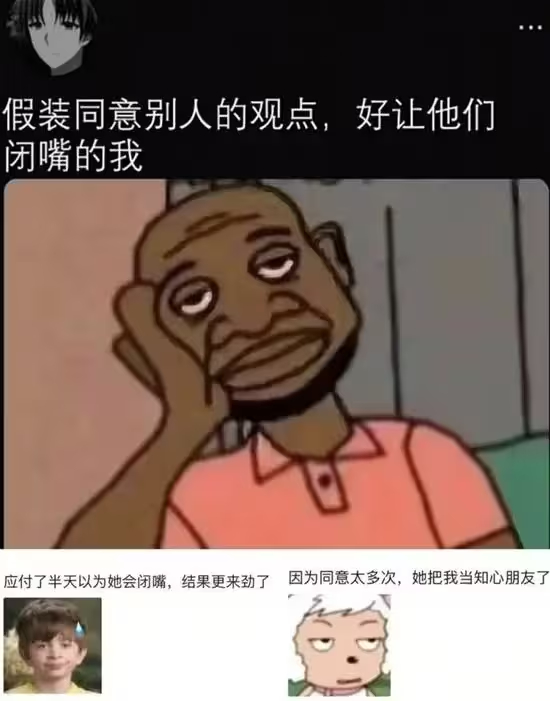 假装同意别人的观点，好让他们
闭嘴的我
应付了半天以为她会闭嘴，结果更来劲了
因为同意太多次，她把我当知心朋友了